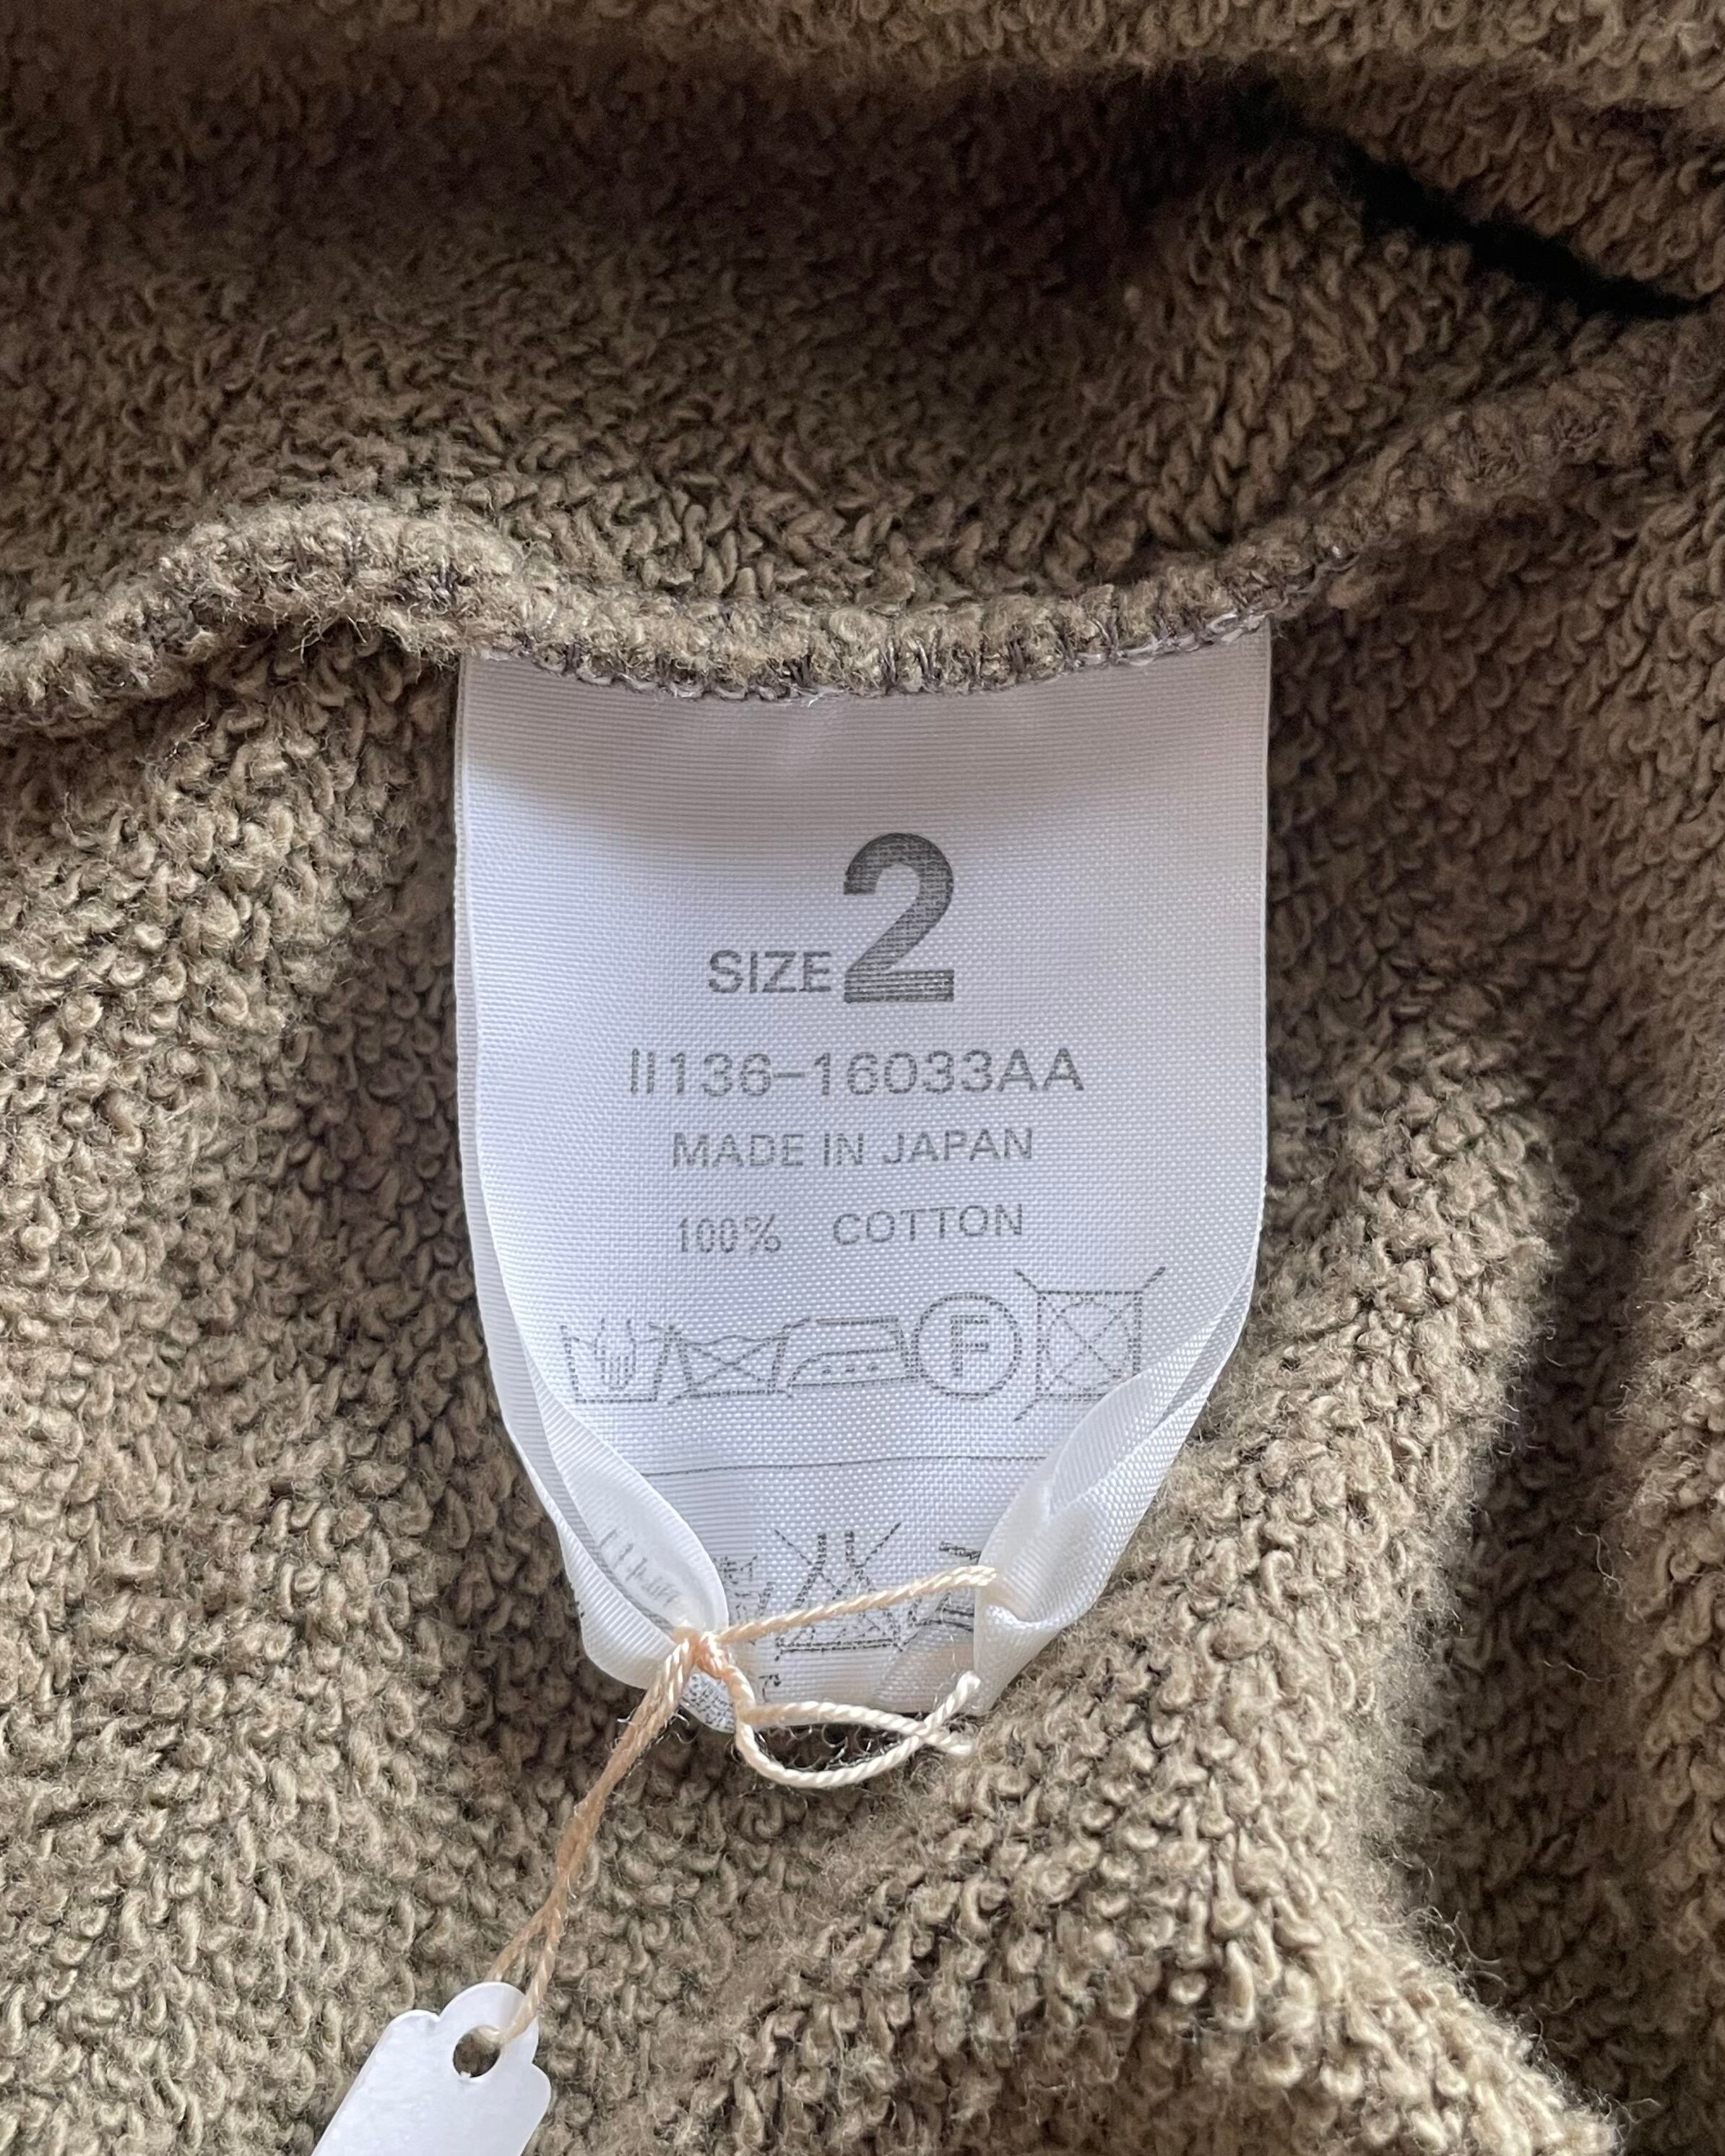 SIZE 2
II136-16033AA
MADE IN JAPAN
100% COTTON
F